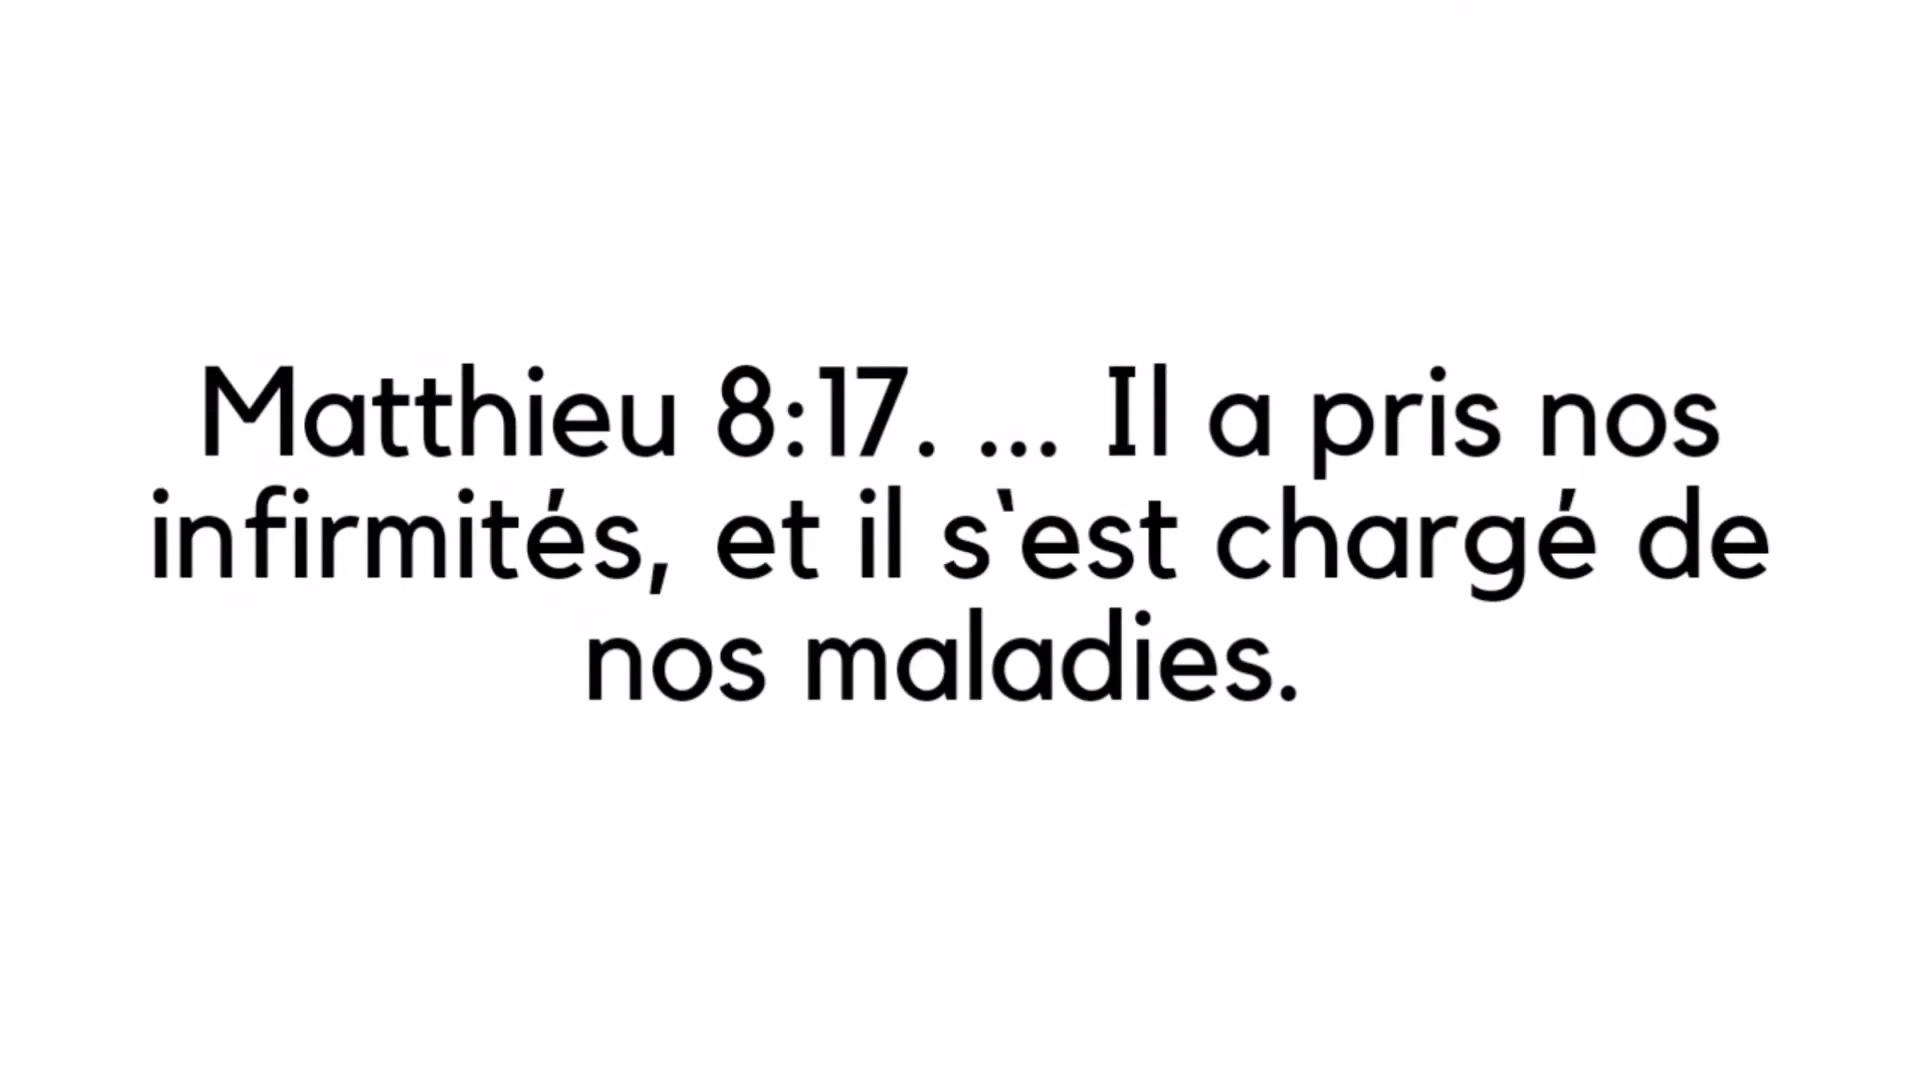 Matthieu 8:17. ... Il a pris nos
infirmités, et il s‛est chargé de
nos maladies.